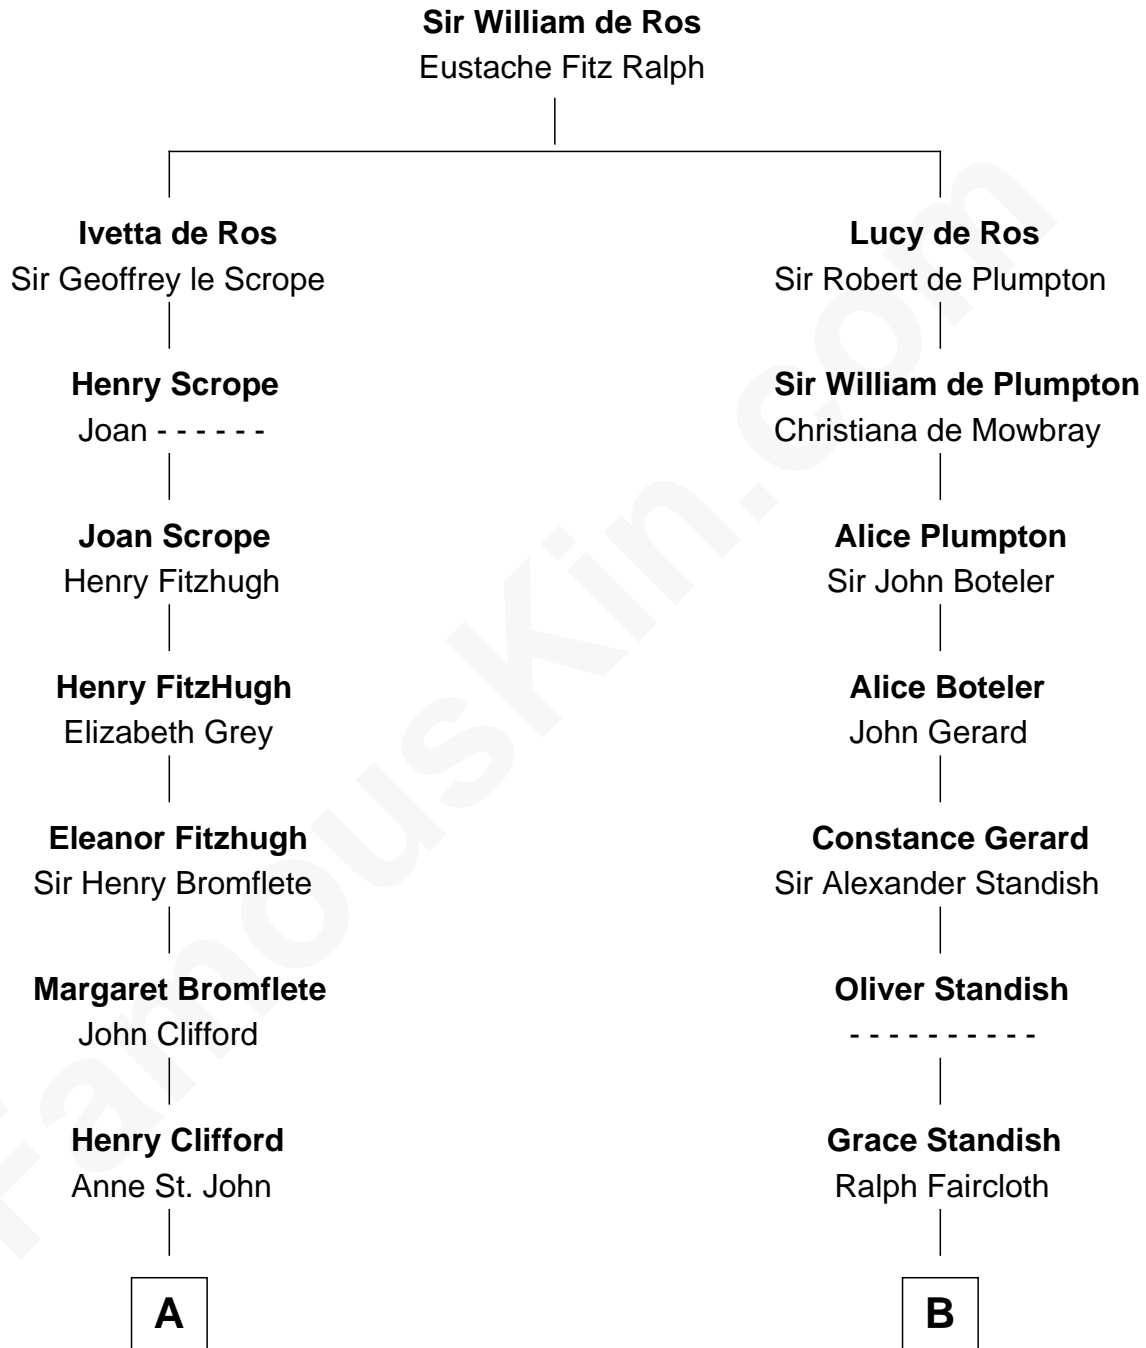 Sir William de Ros
Eustache Fitz Ralph
Ivetta de Ros
Sir Geoffrey le Scrope
Lucy de Ros
Sir Robert de Plumpton
Henry Scrope
Joan - - - - - -
Sir William de Plumpton
Christiana de Mowbray
Joan Scrope
Henry Fitzhugh
Alice Plumpton
Sir John Boteler
Henry FitzHugh
Elizabeth Grey
Alice Boteler
John Gerard
Eleanor Fitzhugh
Sir Henry Bromflete
Constance Gerard
Sir Alexander Standish
Margaret Bromflete
John Clifford
Oliver Standish
- - - - - - - - - -
Henry Clifford
Anne St. John
Grace Standish
Ralph Faircloth
A
B
FamousKin.com